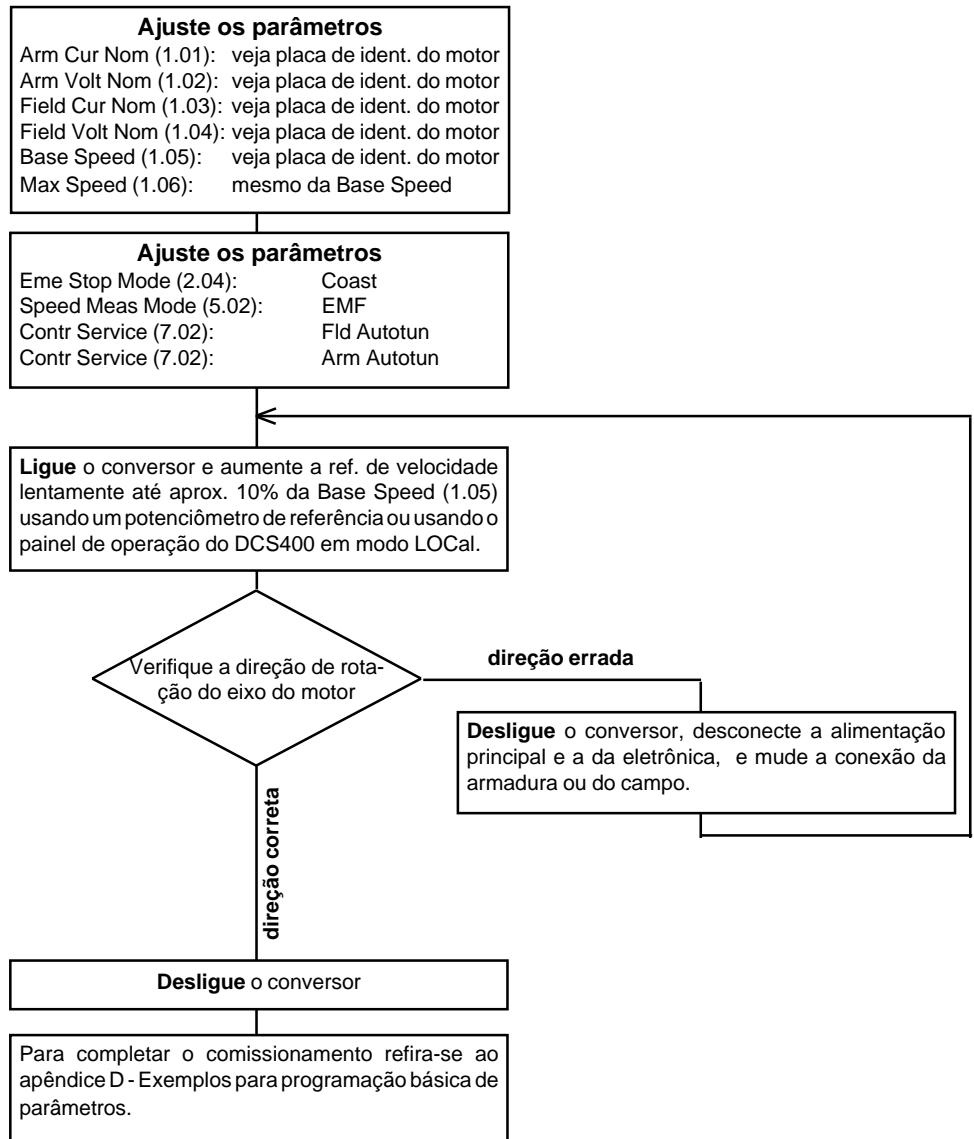 Ajuste os parâmetros
Arm Cur Nom (1.01): veja placa de ident. do motor
Arm Volt Nom (1.02): veja placa de ident. do motor
Field Cur Nom (1.03): veja placa de ident. do motor
Field Volt Nom (1.04): veja placa de ident. do motor
Base Speed (1.05): veja placa de ident. do motor
Max Speed (1.06): mesmo da Base Speed
Ajuste os parâmetros
Eme Stop Mode (2.04): Coast
Speed Meas Mode (5.02): EMF
Contr Service (7.02): Fld Autotun
Contr Service (7.02): Arm Autotun
Ligue o conversor e aumente a ref. de velocidade
lentamente até aprox. 10% da Base Speed (1.05)
usando um potenciômetro de referência ou usando o
painel de operação do DCS400 em modo LOCal.
Verifique a direção de rota-
ção do eixo do motor
direção errada
Desligue o conversor, desconecte a alimentação
principal e a da eletrônica, e mude a conexão da
armadura ou do campo.
direção correta
Desligue o conversor
Para completar o comissionamento refira-se ao
apêndice D - Exemplos para programação básica de
parâmetros.